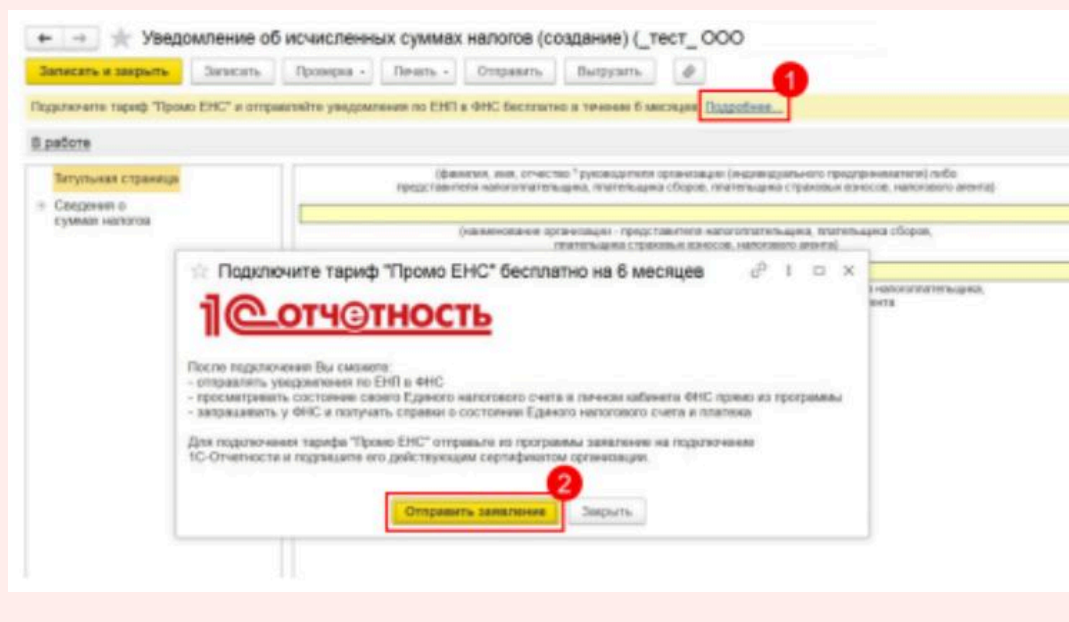 Уведомление об исчисленных суммах налогов (создание) (_тест_ ООО
Записать и закрыть Записать Проверка Печать Отправить Выгрузить
1
Подключите тариф "Промо ЕНС" и отправляйте уведомления по ЕНП в ФНС бесплатно в течение 6 месяцев Подробнее...
В работе
Титульная страница
(фамилия, имя, отчество * руководителя организации (индивидуального предпринимателя) либо
представителя налогоплательщика, плательщика сборов, плательщика страховых взносов, налогового агента)
Сведения о
суммах налогов
(наименование организации - представителя налогоплательщика, плательщика сборов,
плательщика страховых взносов, налогового агента)
Подключите тариф "Промо ЕНС" бесплатно на 6 месяцев
налогоплательщика,
1С отчетность
После подключения Вы сможете:
- отправлять уведомления по ЕНП в ФНС
- просматривать состояние своего Единого налогового счета в личном кабинете ФНС прямо из программы
- запрашивать у ФНС и получать справки о состоянии Единого налогового счета и платежа
Для подключения тарифа "Промо ЕНС" отправьте из программы заявление на подключение
1С-Отчетности и подпишите его действующим сертификатом организации.
2
Отправить заявление Закрыть